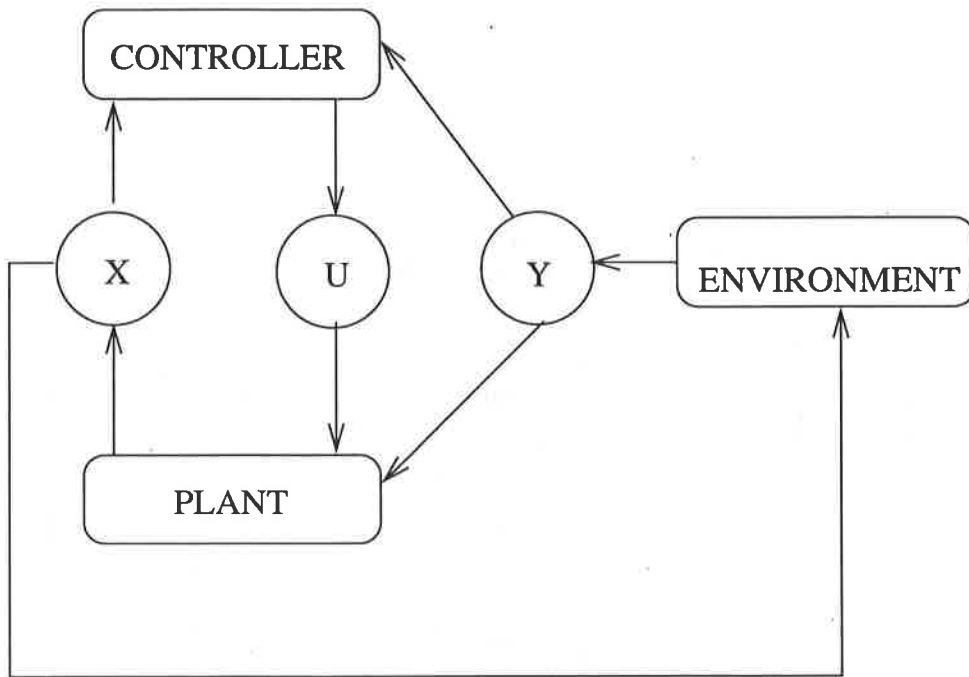 CONTROLLER
X
U
Y
ENVIRONMENT
PLANT